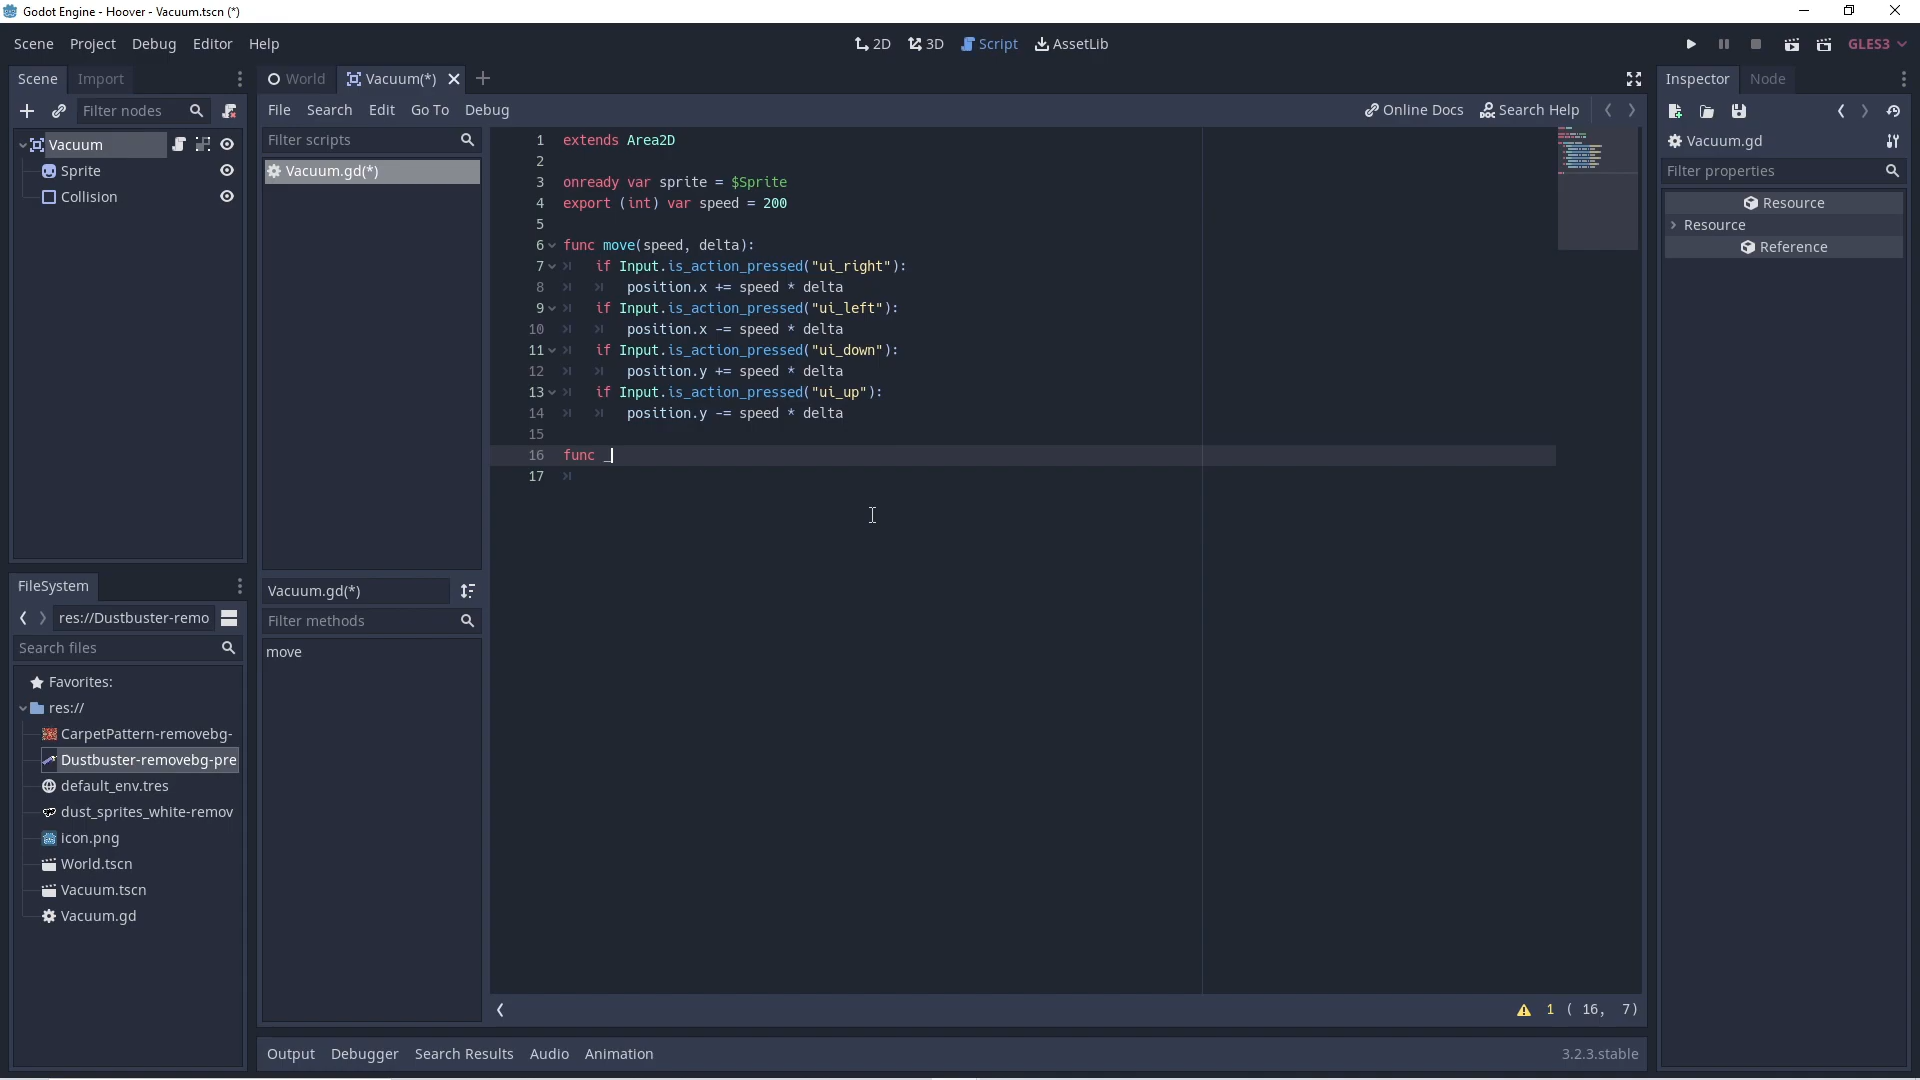 Godot Engine - Hoover - Vacuum.tscn (*)
Scene Project Debug Editor Help
2D 3D Script AssetLib
GLES3
Scene Import
Filter nodes
Vacuum
Sprite
Collision
World Vacuum(*)
File Search Edit Go To Debug
Online Docs Search Help
Filter scripts
Vacuum.gd(*)
Vacuum.gd(*)
Filter methods
move
1 extends Area2D
2
3 onready var sprite = $Sprite
4 export (int) var speed = 200
5
6 func move(speed, delta):
7 if Input.is_action_pressed("ui_right"):
8 position.x += speed * delta
9 if Input.is_action_pressed("ui_left"):
10 position.x -= speed * delta
11 if Input.is_action_pressed("ui_down"):
12 position.y += speed * delta
13 if Input.is_action_pressed("ui_up"):
14 position.y -= speed * delta
15
16 func _
17
1 ( 16, 7)
Output Debugger Search Results Audio Animation
3.2.3.stable
FileSystem
res://Dustbuster-remo
Search files
Favorites:
res://
CarpetPattern-removebg-
Dustbuster-removebg-pre
default_env.tres
dust_sprites_white-remov
icon.png
World.tscn
Vacuum.tscn
Vacuum.gd
Inspector Node
Vacuum.gd
Filter properties
Resource
Resource
Reference